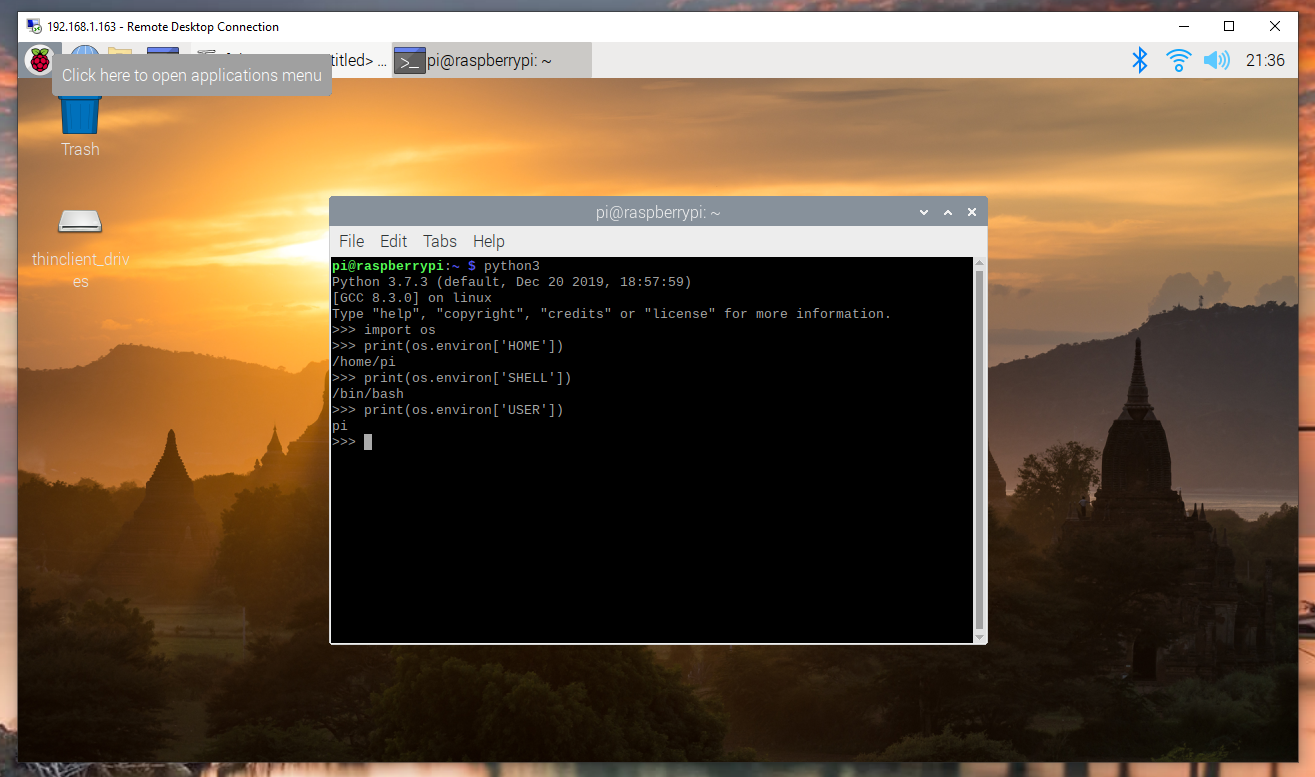 192.168.1.163 - Remote Desktop Connection
Click here to open applications menu
titled> ...
pi@raspberrypi: ~
21:36
Trash
thinclient_driv
es
pi@raspberrypi: ~
File Edit Tabs Help
pi@raspberrypi:~ $ python3
Python 3.7.3 (default, Dec 20 2019, 18:57:59)
[GCC 8.3.0] on linux
Type "help", "copyright", "credits" or "license" for more information.
>>> import os
>>> print(os.environ['HOME'])
/home/pi
>>> print(os.environ['SHELL'])
/bin/bash
>>> print(os.environ['USER'])
pi
>>>